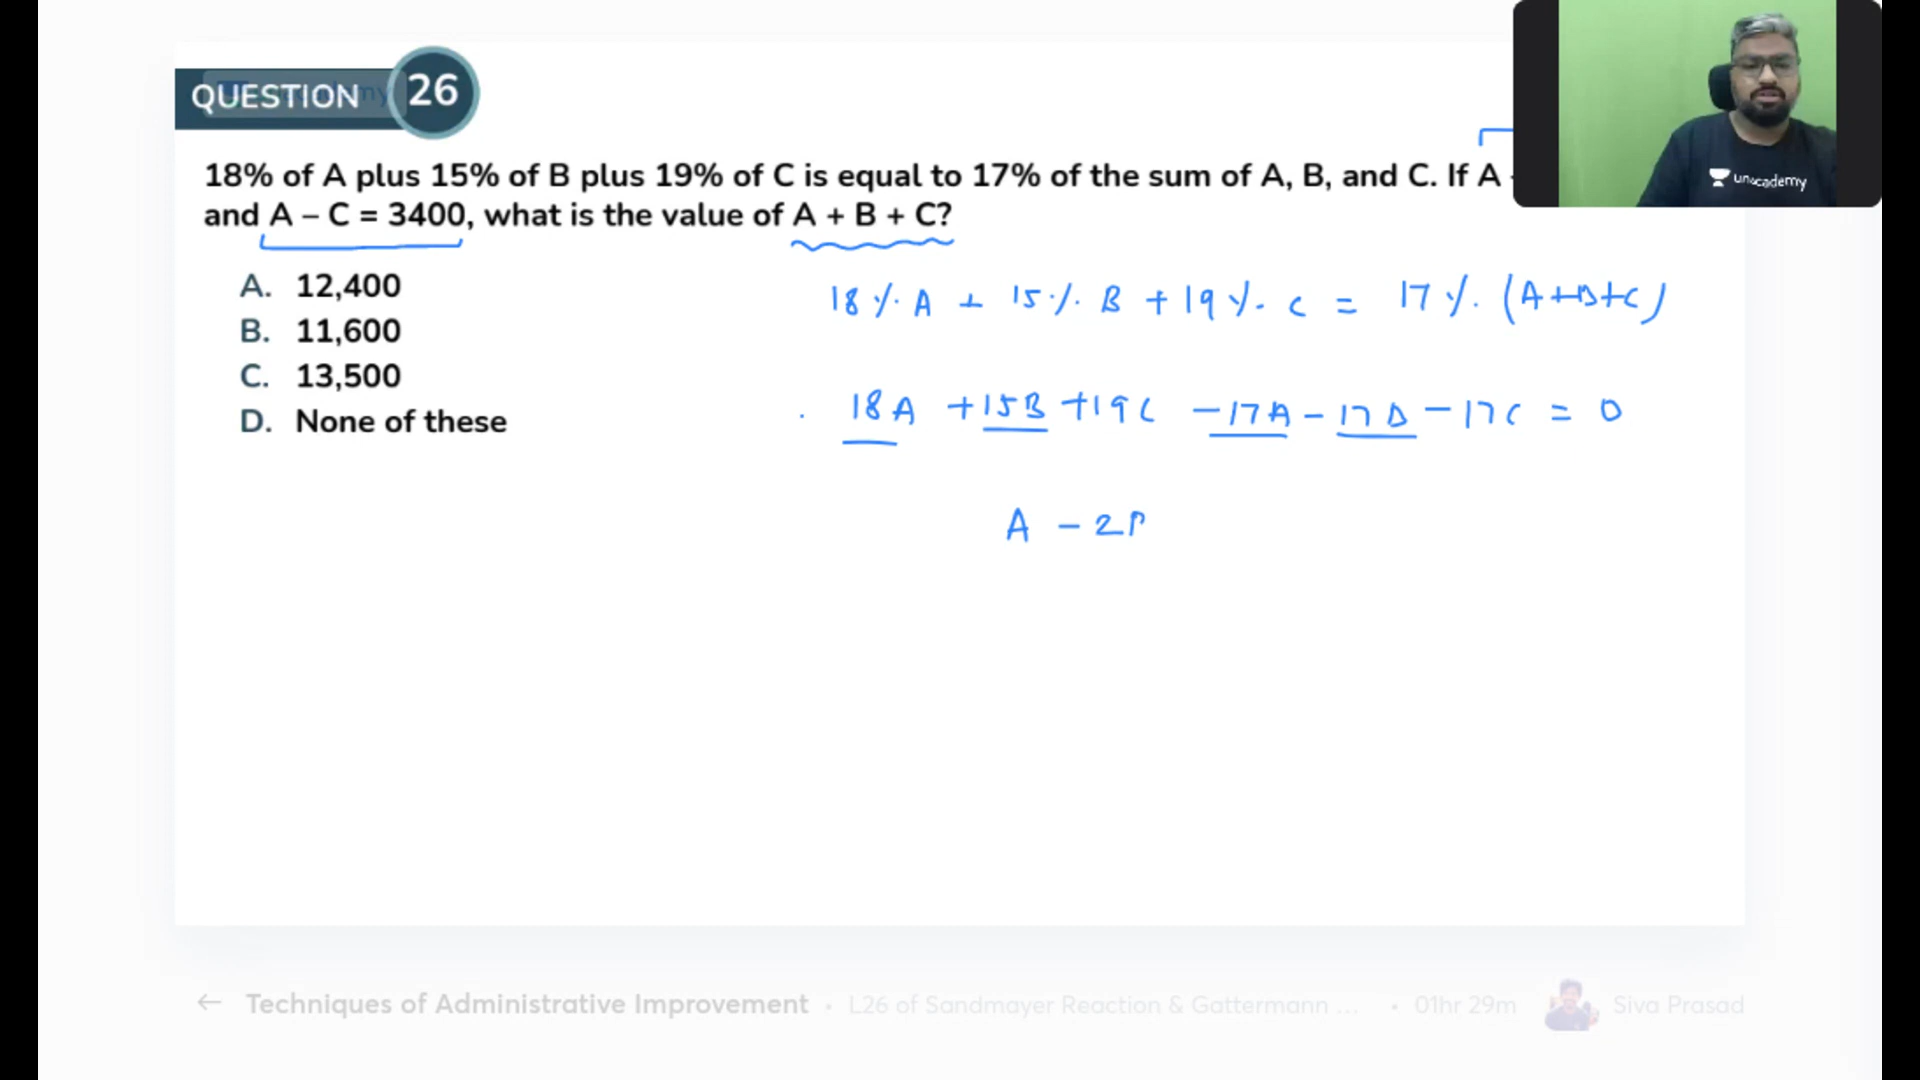 QUESTION 26
18% of A plus 15% of B plus 19% of C is equal to 17% of the sum of A, B, and C. If A
and A – C = 3400, what is the value of A + B + C?
A. 12,400
B. 11,600
C. 13,500
D. None of these
18 % A + 15 % B + 19 % C = 17 % (A+B+C)
18A + 15B + 19C - 17A - 17B - 17C = 0
A - 2
unacademy
← Techniques of Administrative Improvement • L26 of Sandmayer Reaction & Gattermann ... • 01hr 29m Siva Prasad